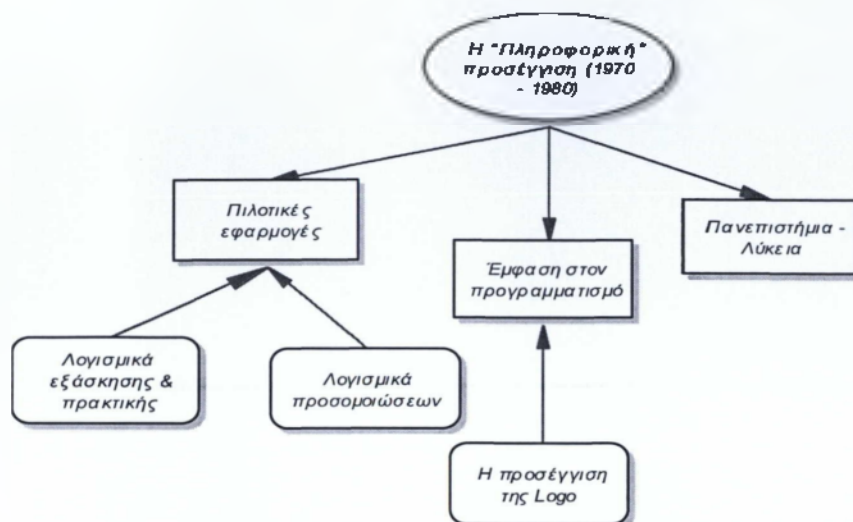 Η "Πληροφορική"
προσέγγιση (1970
- 1980)
Πιλοτικές
εφαρμογές
Έμφαση στον
προγραμματισμό
Πανεπιστήμια -
Λύκεια
Λογισμικά
εξάσκησης &
πρακτικής
Λογισμικά
προσομοιώσεων
Η προσέγγιση
της Logo